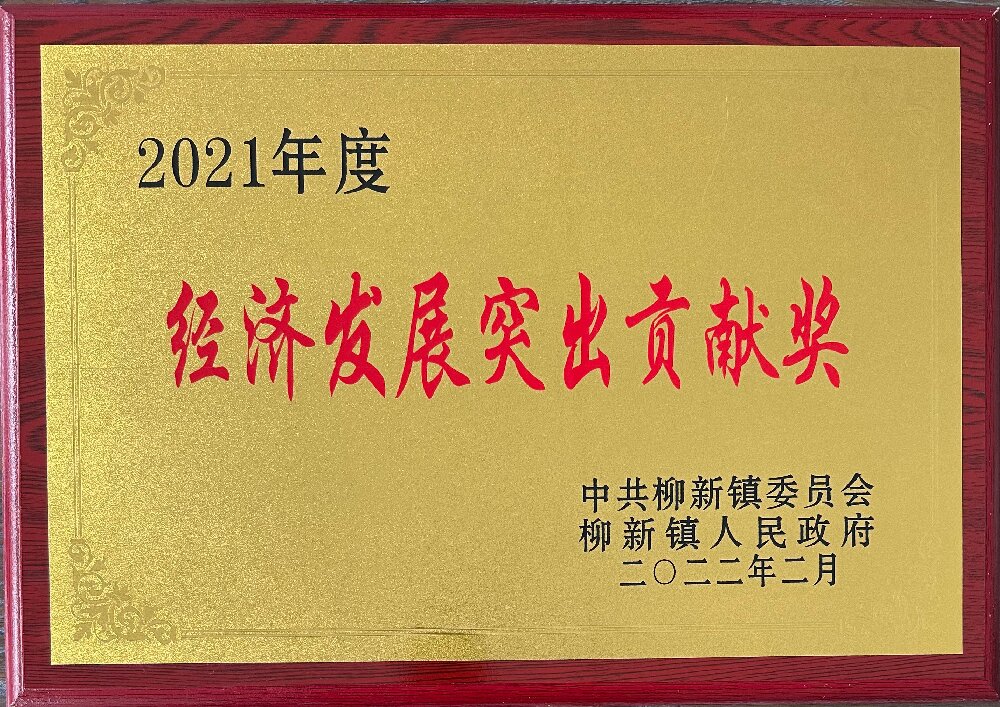 2021年度
经济发展突出贡献奖
中共柳新镇委员会
柳新镇人民政府
二〇二二年二月